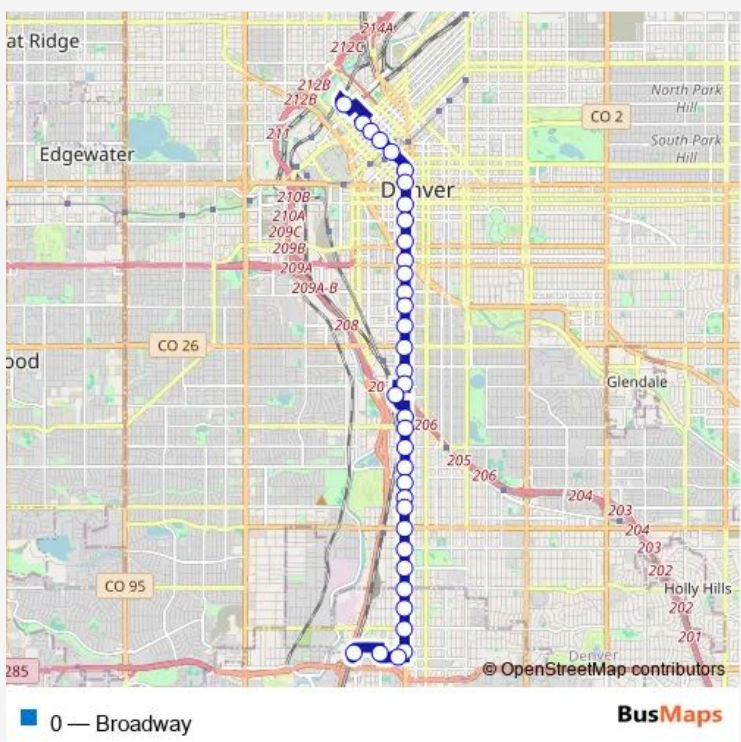 214A
212C
at Ridge
212B
212B
North Park
Hill
CO 2
211
South Park
Hill
Edgewater
210B
210A
209C
209B
209A
209A-B
208
CO 26
ood
Glendale
206
205
206
204
203
204
203
CO 95
202
Holly Hills
202
201
285
Denver
© OpenStreetMap contributors
0 — Broadway
BusMaps